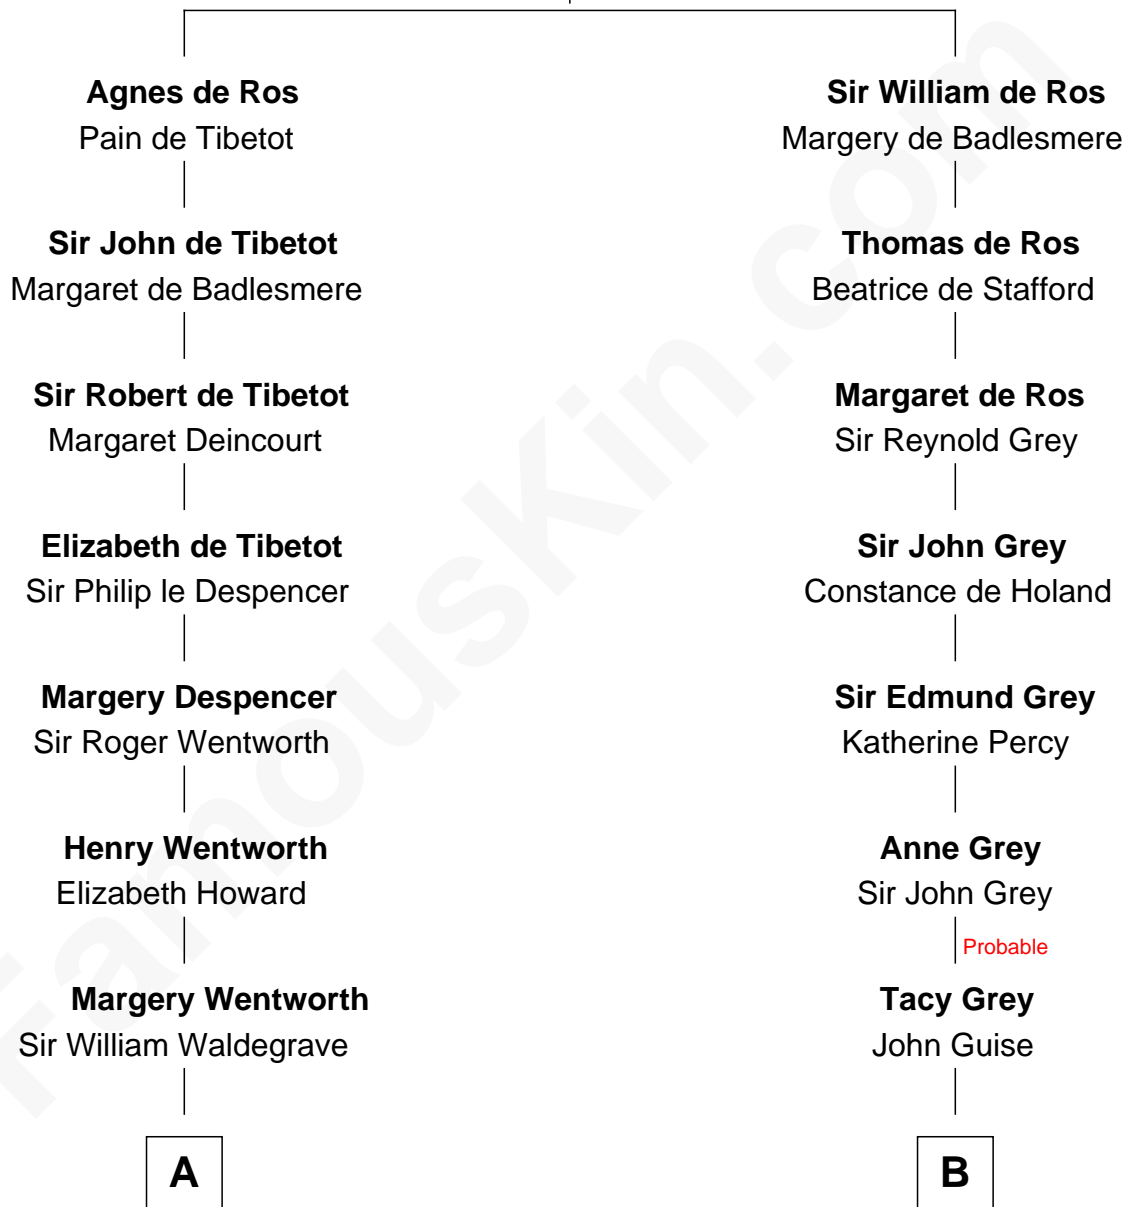 Agnes de Ros
Pain de Tibetot
Sir John de Tibetot
Margaret de Badlesmere
Sir Robert de Tibetot
Margaret Deincourt
Elizabeth de Tibetot
Sir Philip le Despencer
Margery Despencer
Sir Roger Wentworth
Henry Wentworth
Elizabeth Howard
Margery Wentworth
Sir William Waldegrave
A
Sir William de Ros
Margery de Badlesmere
Thomas de Ros
Beatrice de Stafford
Margaret de Ros
Sir Reynold Grey
Sir John Grey
Constance de Holand
Sir Edmund Grey
Katherine Percy
Anne Grey
Sir John Grey
Probable
Tacy Grey
John Guise
B
FamousKin.com